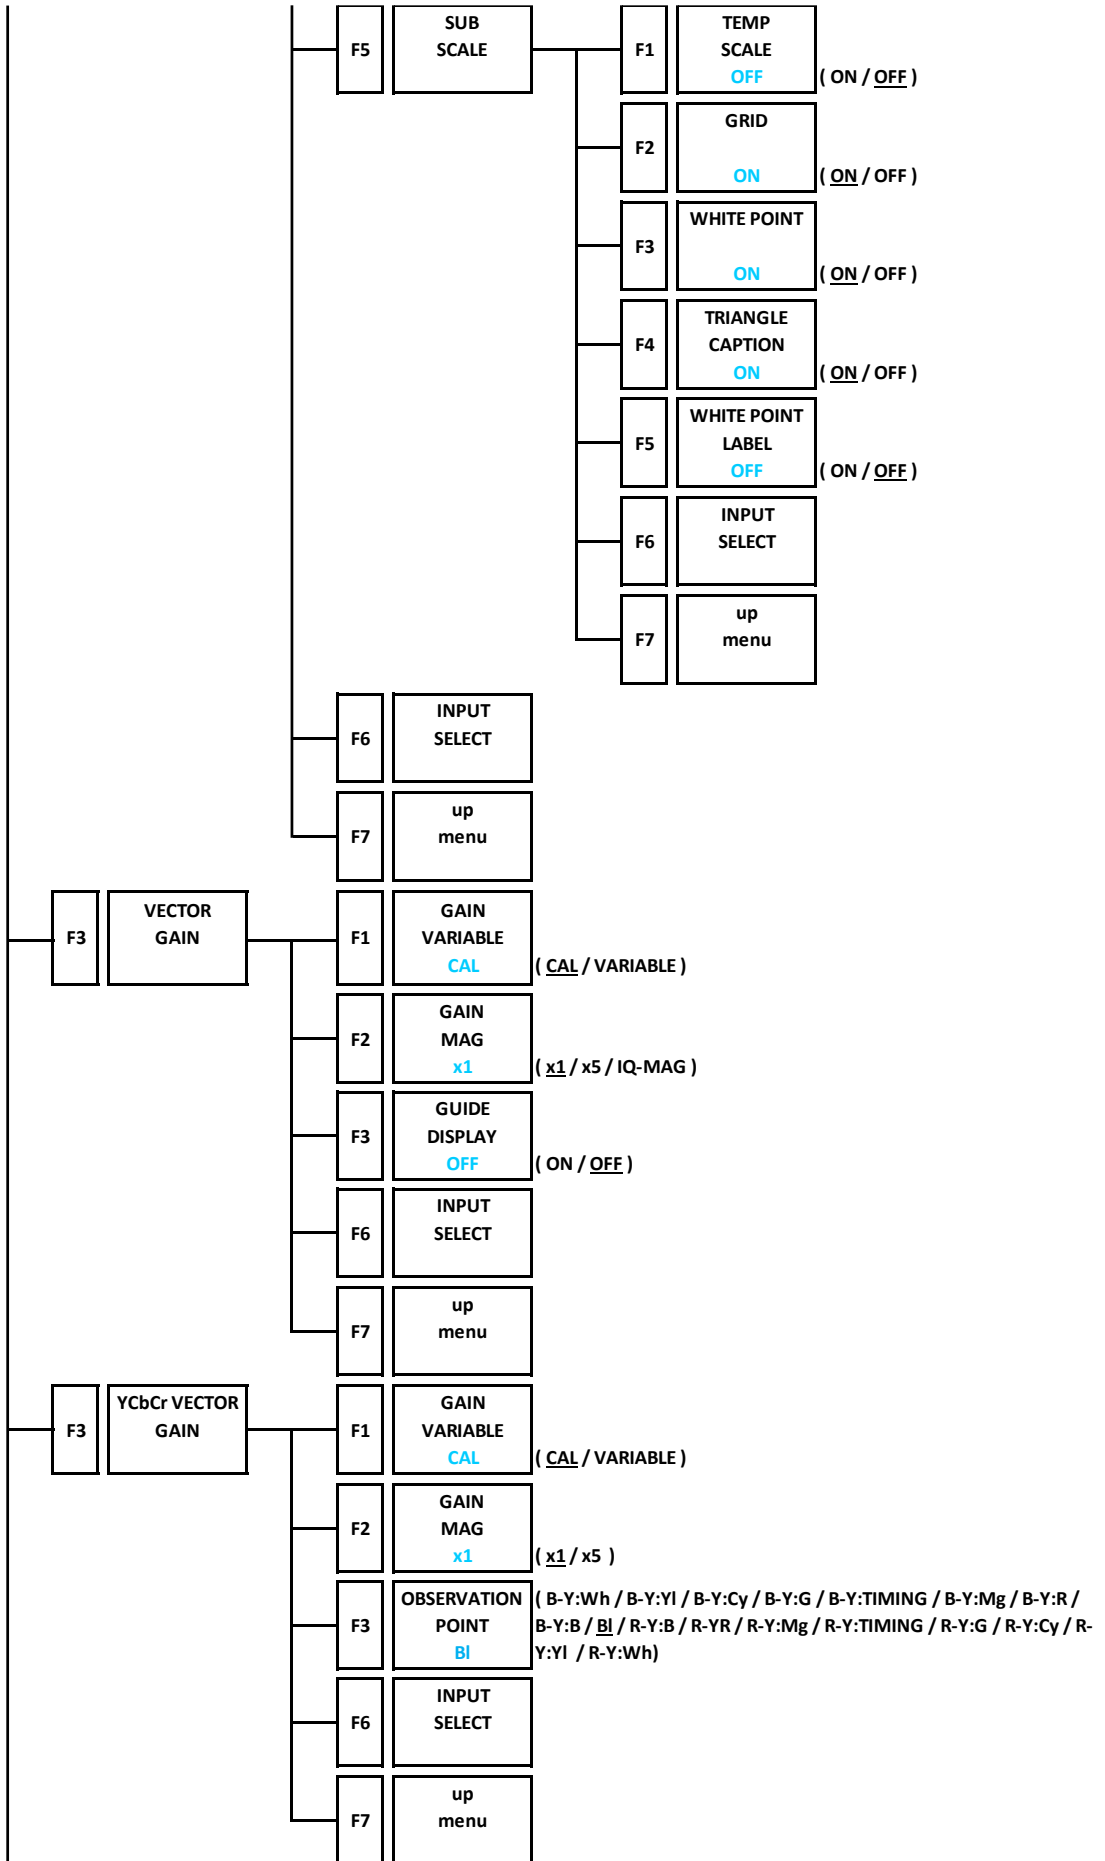 F5
SUB
SCALE
F1
TEMP
SCALE
OFF
( ON / OFF )
F2
GRID
ON
( ON / OFF )
F3
WHITE POINT
ON
( ON / OFF )
F4
TRIANGLE
CAPTION
ON
( ON / OFF )
F5
WHITE POINT
LABEL
OFF
( ON / OFF )
F6
INPUT
SELECT
F7
up
menu
F6
INPUT
SELECT
F7
up
menu
F3
VECTOR
GAIN
F1
GAIN
VARIABLE
CAL
( CAL / VARIABLE )
F2
GAIN
MAG
x1
( x1 / x5 / IQ-MAG )
F3
GUIDE
DISPLAY
OFF
( ON / OFF )
F6
INPUT
SELECT
F7
up
menu
F3
YCbCr VECTOR
GAIN
F1
GAIN
VARIABLE
CAL
( CAL / VARIABLE )
F2
GAIN
MAG
x1
( x1 / x5 )
F3
OBSERVATION
POINT
Bl
( B-Y:Wh / B-Y:Yl / B-Y:Cy / B-Y:G / B-Y:TIMING / B-Y:Mg / B-Y:R /
B-Y:B / Bl / R-Y:B / R-YR / R-Y:Mg / R-Y:TIMING / R-Y:G / R-Y:Cy / R-
Y:Yl / R-Y:Wh)
F6
INPUT
SELECT
F7
up
menu